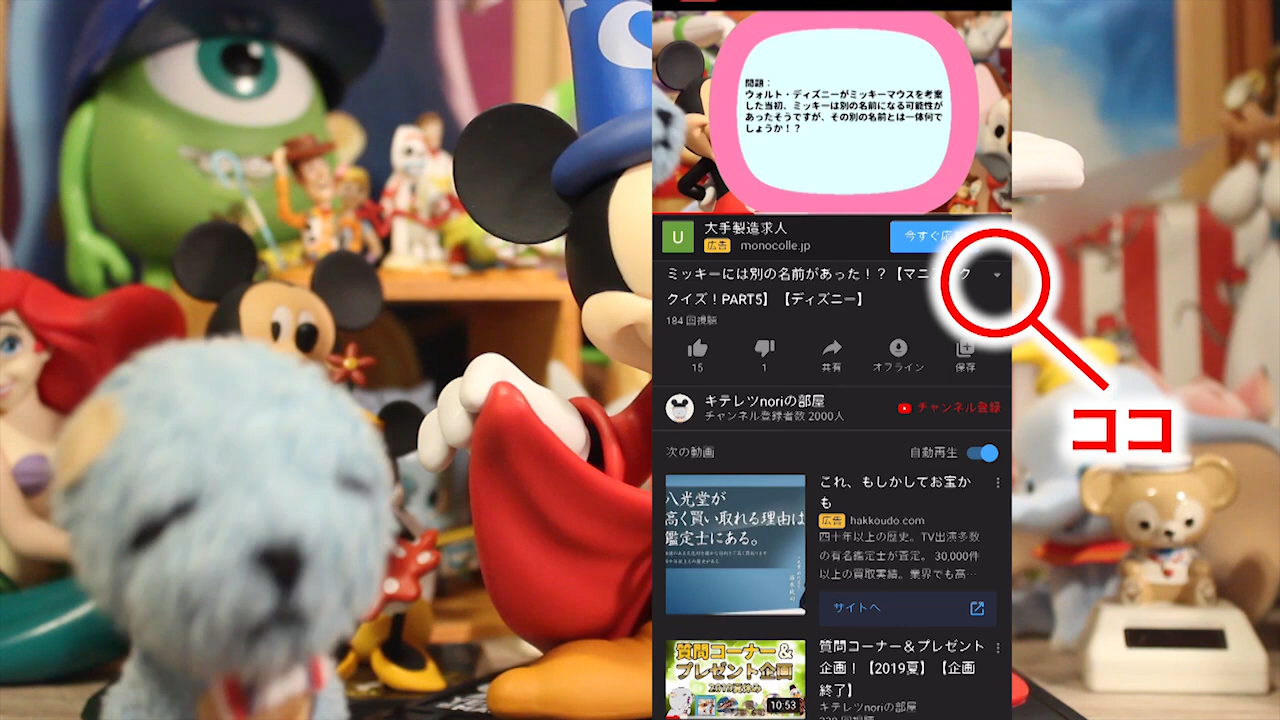 問題：
ウォルト・ディズニーがミッキーマウスを考案
した当初、ミッキーは別の名前になる可能性が
あったそうですが、その別の名前とは一体何で
しょうか！？
U
大手製造求人
広告 monocolle.jp
今すぐ応
ミッキーには別の名前があった！？【マニ ク
クイズ！PART5】【ディズニー】
184 回視聴
15
1
共有
オフライン
保存
ココ
キテレツnoriの部屋
チャンネル登録者数 2000人
チャンネル登録
次の動画
自動再生
八光堂が
高く買い取れる理由は
鑑定士にある。
これ、もしかしてお宝か
も
広告 hakkoudo.com
四十年以上の歴史。TV出演多数
の有名鑑定士が査定。 30,000件
以上の買取実績。業界でも高…
サイトへ
質問コーナー＆
プレゼント企画
2019夏休み
10:53
質問コーナー＆プレゼント
企画！【2019夏】【企画
終了】
キテレツnoriの部屋